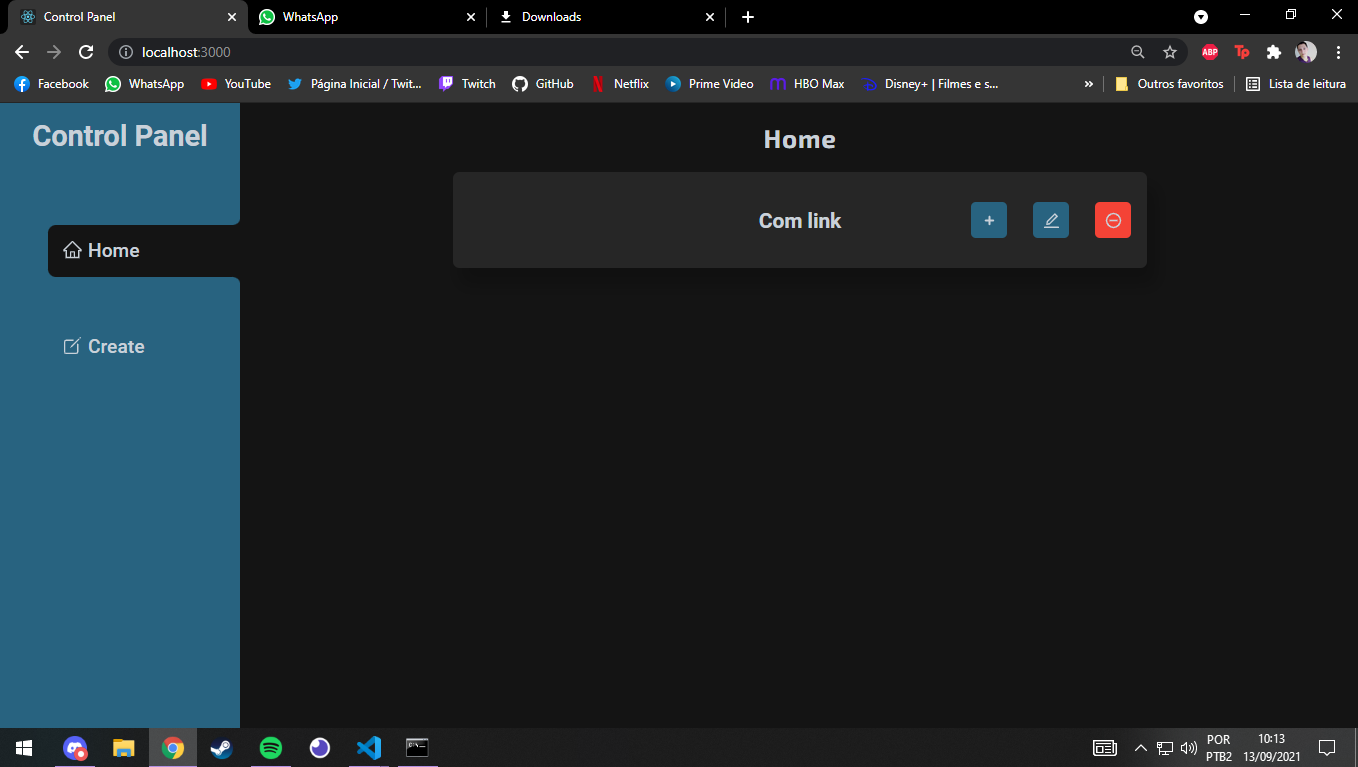 Control Panel
WhatsApp
Downloads
localhost:3000
ABP
Tp
Facebook
WhatsApp
YouTube
Página Inicial / Twit...
Twitch
GitHub
Netflix
Prime Video
HBO Max
Disney+ | Filmes e s...
»
Outros favoritos
Lista de leitura
Control Panel
Home
Create
Home
Com link
POR
PTB2
10:13
13/09/2021